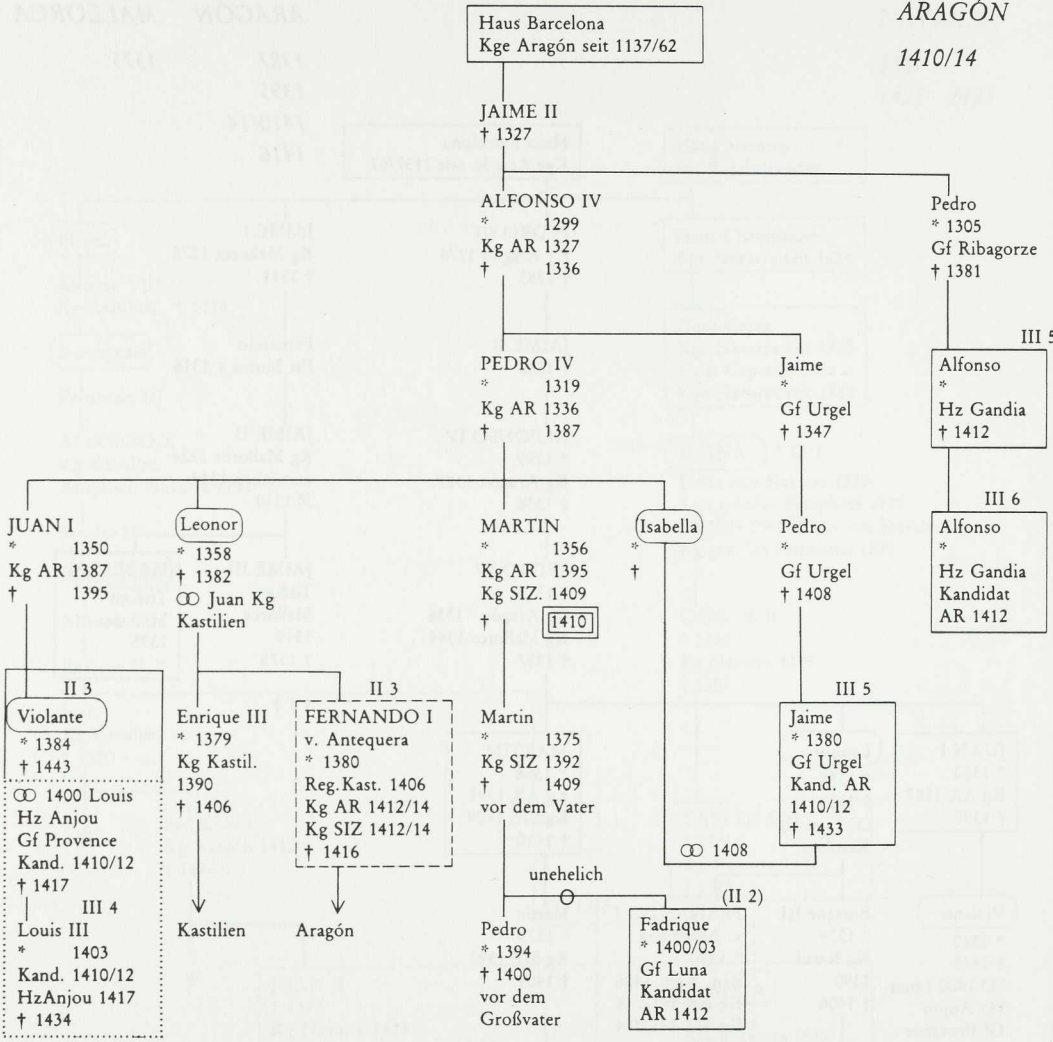 ARAGÓN
1410/14
Haus Barcelona
Kge Aragón seit 1137/62
JAIME II
† 1327
ALFONSO IV
* 1299
Kg AR 1327
† 1336
Pedro
* 1305
Gf Ribagorze
† 1381
PEDRO IV
* 1319
Kg AR 1336
† 1387
Jaime
*
Gf Urgel
† 1347
III 5
Alfonso
*
Hz Gandia
† 1412
JUAN I
* 1350
Kg AR 1387
† 1395
Leonor
* 1358
† 1382
⚭ Juan Kg
Kastilien
MARTIN
* 1356
Kg AR 1395
Kg SIZ. 1409
† 1410
Isabella
*
†
Pedro
*
Gf Urgel
† 1408
III 6
Alfonso
*
Hz Gandia
Kandidat
AR 1412
II 3
Violante
* 1384
† 1443
⚭ 1400 Louis
Hz Anjou
Gf Provence
Kand. 1410/12
† 1417
III 4
Louis III
* 1403
Kand. 1410/12
HzAnjou 1417
† 1434
Enrique III
* 1379
Kg Kastil.
1390
† 1406
Kastilien
II 3
FERNANDO I
v. Antequera
* 1380
Reg.Kast. 1406
Kg AR 1412/14
Kg SIZ 1412/14
† 1416
Aragón
Martin
* 1375
Kg SIZ 1392
† 1409
vor dem Vater
III 5
Jaime
* 1380
Gf Urgel
Kand. AR
1410/12
† 1433
⚭ 1408
unehelich
Pedro
* 1394
† 1400
vor dem
Großvater
(II 2)
Fadrique
* 1400/03
Gf Luna
Kandidat
AR 1412